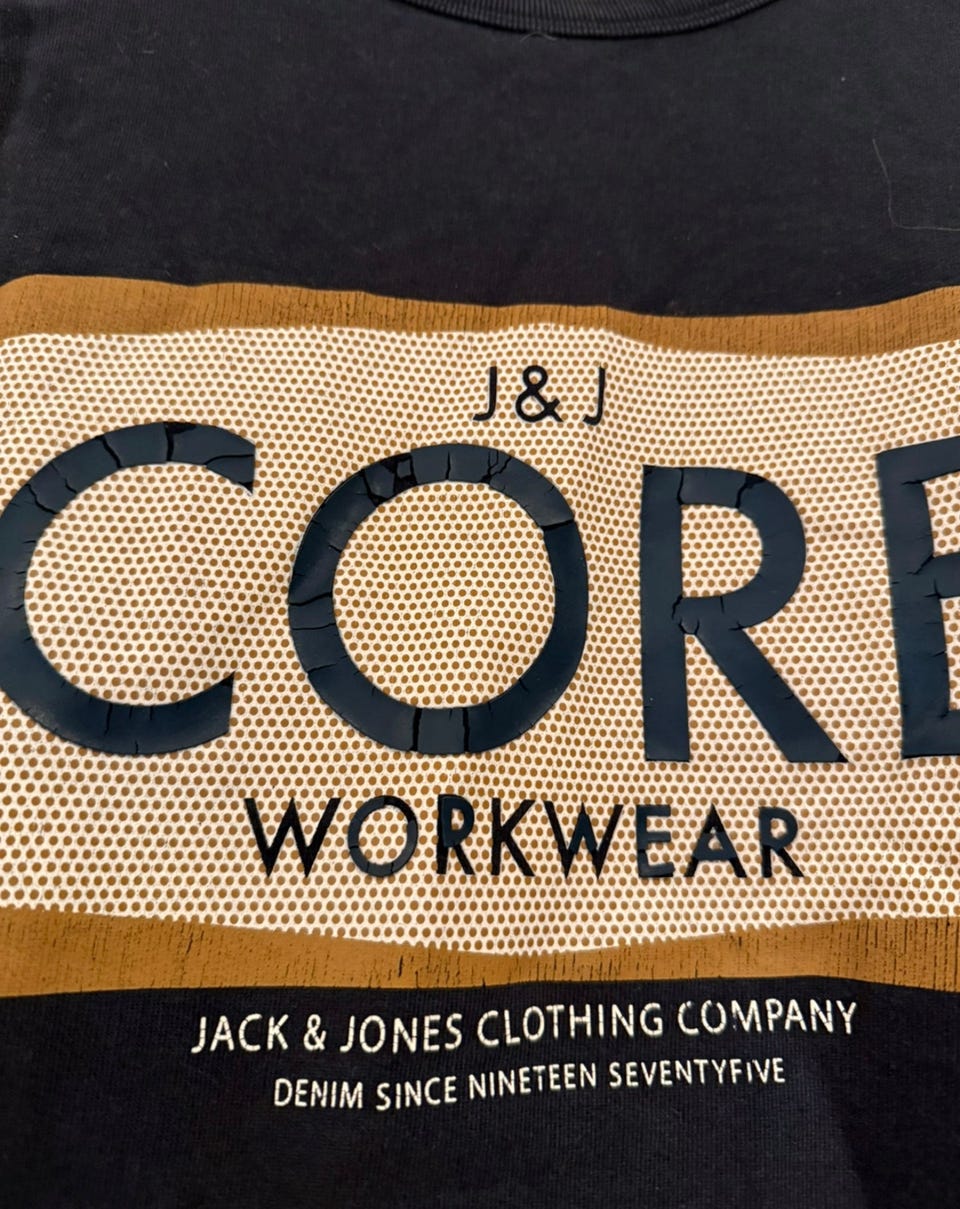 J&J
CORE
WORKWEAR
JACK & JONES CLOTHING COMPANY
DENIM SINCE NINETEEN SEVENTYFIVE